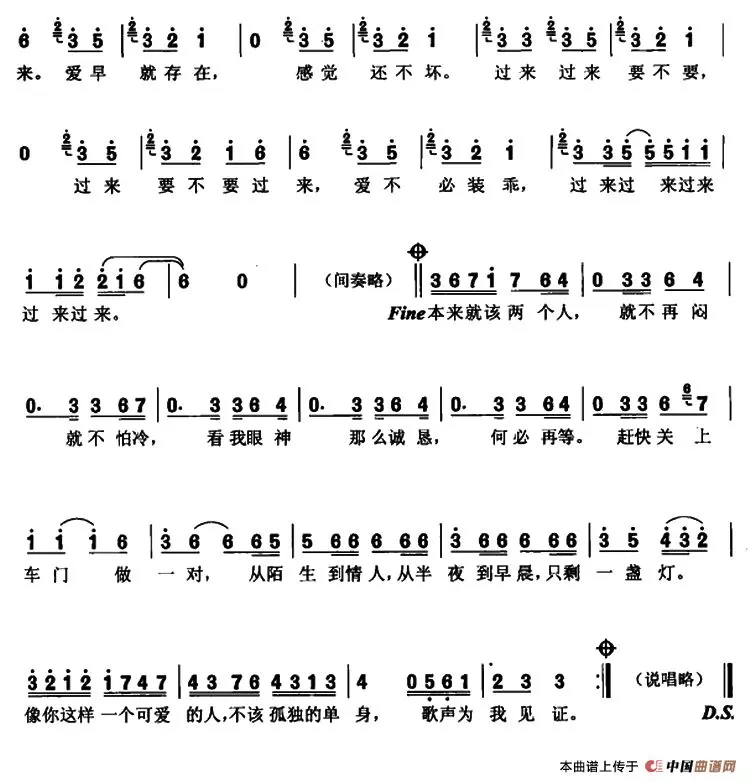 6 2 3 5 2 3 2 1 0 2 3 5 2 3 2 1 2 3 3 2 3 5 2 3 2 1
来。爱早 就存在， 感觉 还不坏。 过来 过来 要不要，
0 2 3 5 2 3 2 1 6 6 2 3 5 2 3 2 1 2 3 3 5 5 5 1 1
过来 要不要过来， 爱不 必装乖， 过来过 来过来
1 1 2 2 1 6 6 0 （间奏略） 3 6 7 1 7 6 4 0 3 3 6 4
过 来过来。 Fine本来就该 两 个人， 就不再闷
0. 3 3 6 7 0. 3 3 6 4 0. 3 3 6 4 0. 3 3 6 4 0 3 3 6 6 7
就不怕冷， 看我眼神 那么诚恳， 何必再等。赶快关上
1 1 1 6 3 6 6 6 5 5 6 6 6 6 6 3 6 6 6 6 6 3 5 4 3 2
车门 做 一对， 从陌 生到情人，从半 夜到早晨，只剩 一盏灯。
3 2 1 2 1 7 4 7 4 3 7 6 4 3 1 3 4 0 5 6 1 2 3 3 （说唱略）
像你这样一个可爱 的人，不该孤独的单 身， 歌声为 我见 证。 D.S.
本曲谱上传于 中国曲谱网